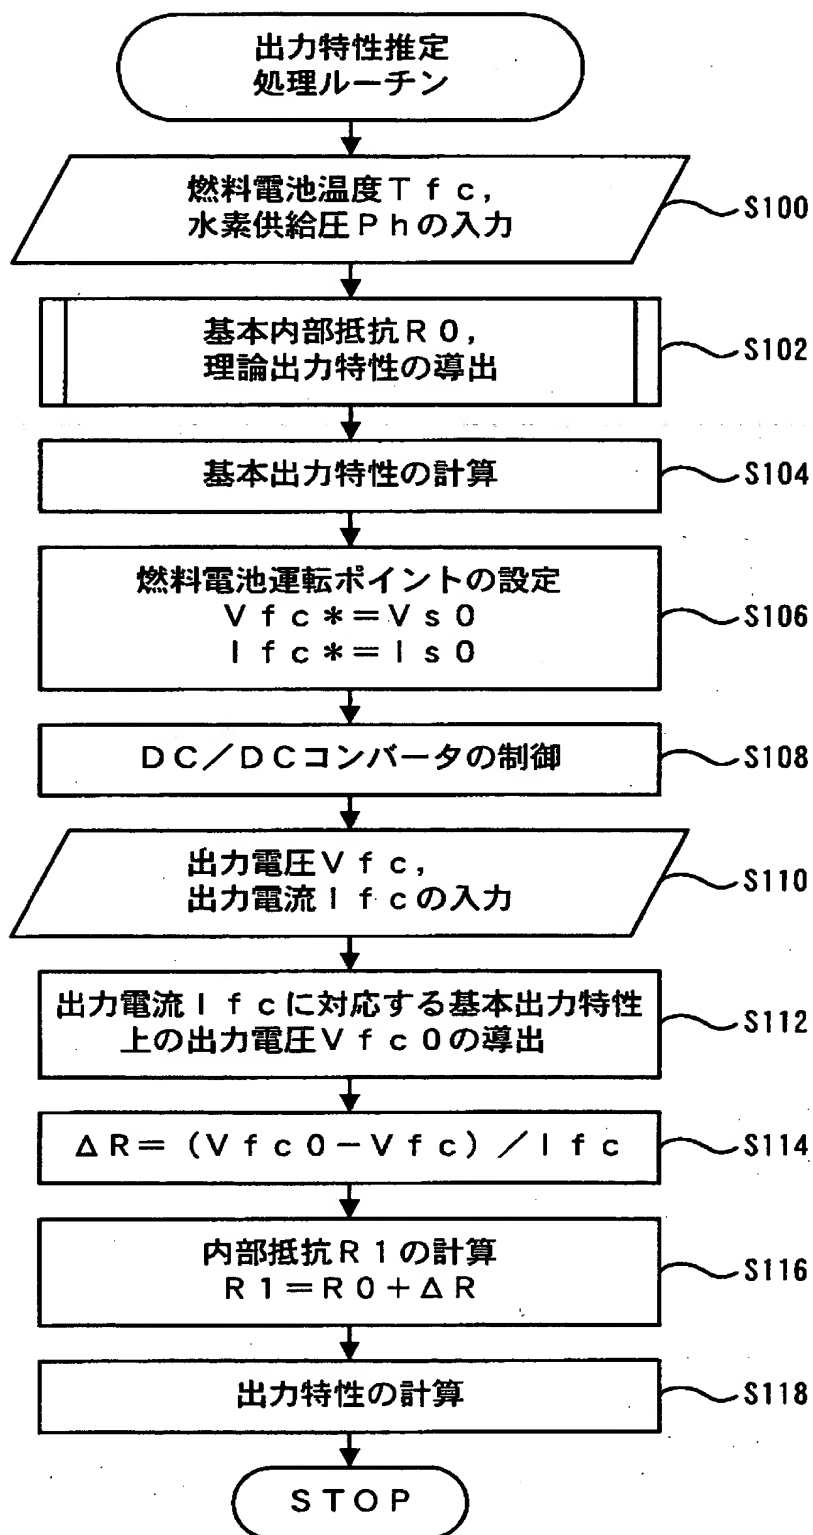 出力特性推定
処理ルーチン
燃料電池温度Ｔｆｃ，
水素供給圧Ｐｈの入力
S100
基本内部抵抗Ｒ０，
理論出力特性の導出
S102
基本出力特性の計算
S104
燃料電池運転ポイントの設定
Ｖｆｃ＊＝Ｖｓ０
Ｉｆｃ＊＝Ｉｓ０
S106
ＤＣ／ＤＣコンバータの制御
S108
出力電圧Ｖｆｃ，
出力電流Ｉｆｃの入力
S110
出力電流Ｉｆｃに対応する基本出力特性
上の出力電圧Ｖｆｃ０の導出
S112
ΔＲ＝（Ｖｆｃ０－Ｖｆｃ）／Ｉｆｃ
S114
内部抵抗Ｒ１の計算
Ｒ１＝Ｒ０＋ΔＲ
S116
出力特性の計算
S118
ＳＴＯＰ